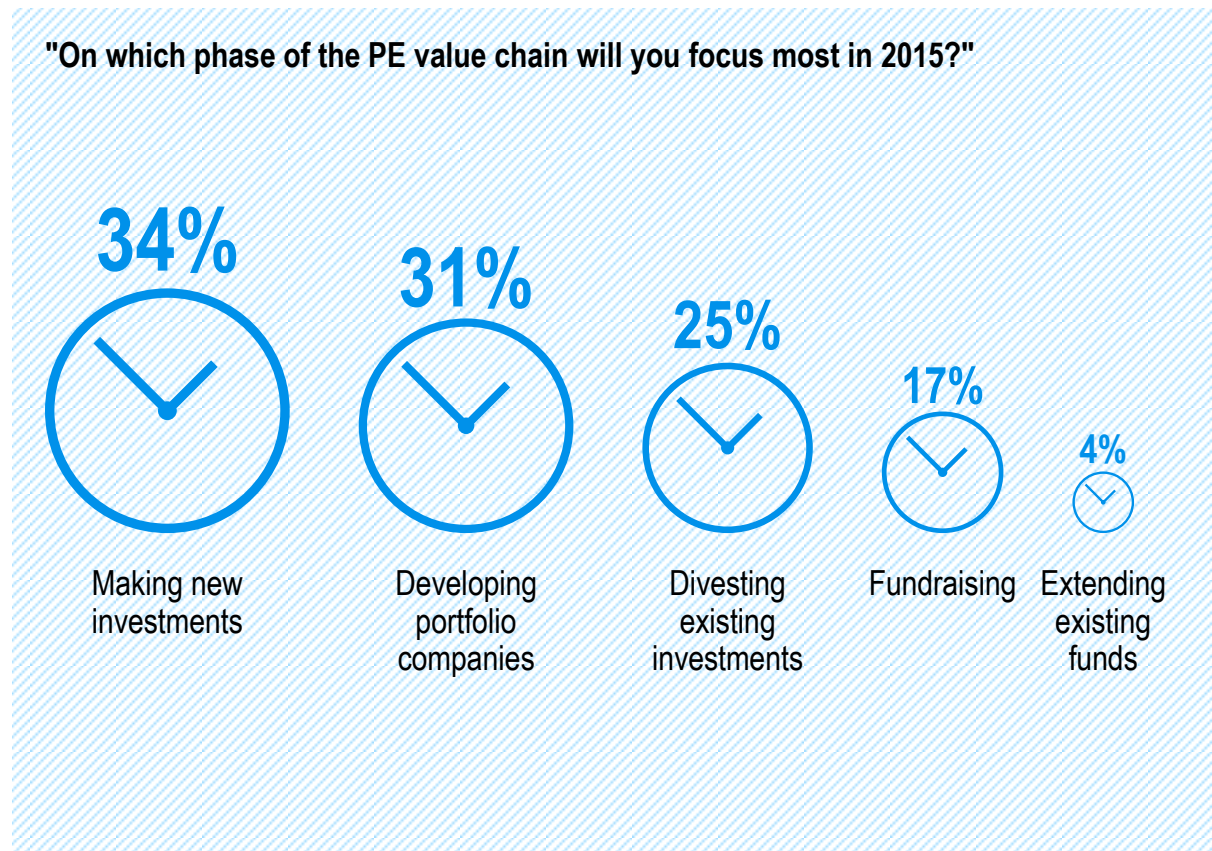 "On which phase of the PE value chain will you focus most in 2015?"
34%
31%
25%
17%
4%
Making new
investments
Developing
portfolio
companies
Divesting
existing
investments
Fundraising
Extending
existing
funds